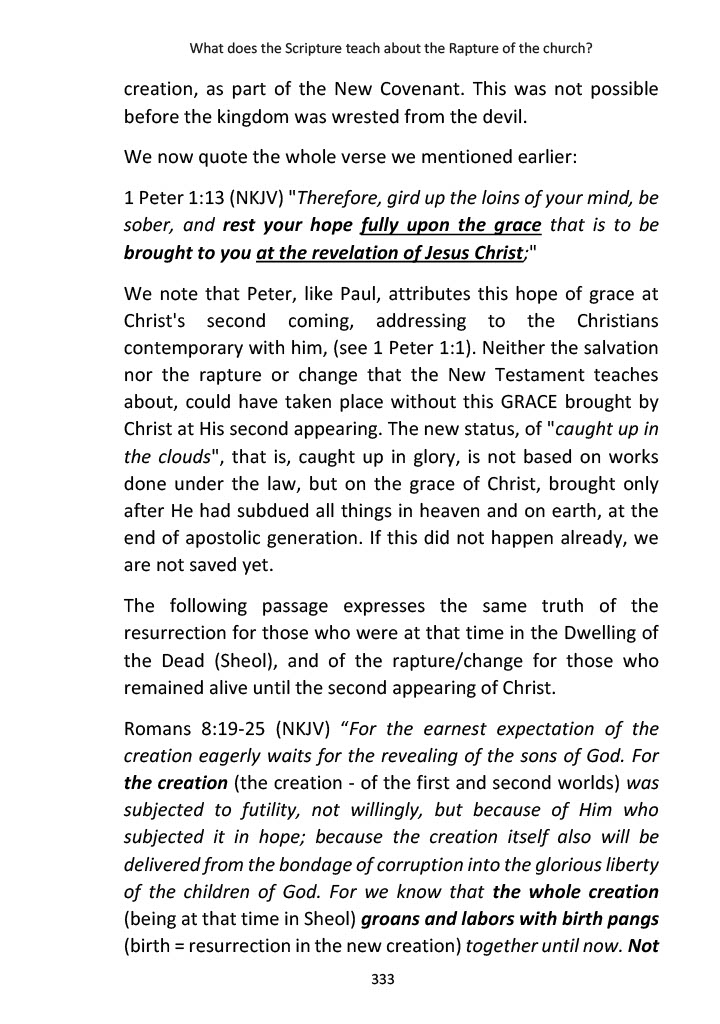 What does the Scripture teach about the Rapture of the church?
creation, as part of the New Covenant. This was not possible
before the kingdom was wrested from the devil.
We now quote the whole verse we mentioned earlier:
1 Peter 1:13 (NKJV) "Therefore, gird up the loins of your mind, be
sober, and rest your hope fully upon the grace that is to be
brought to you at the revelation of Jesus Christ;"
We note that Peter, like Paul, attributes this hope of grace at
Christ's second coming, addressing to the Christians
contemporary with him, (see 1 Peter 1:1). Neither the salvation
nor the rapture or change that the New Testament teaches
about, could have taken place without this GRACE brought by
Christ at His second appearing. The new status, of "caught up in
the clouds", that is, caught up in glory, is not based on works
done under the law, but on the grace of Christ, brought only
after He had subdued all things in heaven and on earth, at the
end of apostolic generation. If this did not happen already, we
are not saved yet.
The following passage expresses the same truth of the
resurrection for those who were at that time in the Dwelling of
the Dead (Sheol), and of the rapture/change for those who
remained alive until the second appearing of Christ.
Romans 8:19-25 (NKJV) “For the earnest expectation of the
creation eagerly waits for the revealing of the sons of God. For
the creation (the creation - of the first and second worlds) was
subjected to futility, not willingly, but because of Him who
subjected it in hope; because the creation itself also will be
delivered from the bondage of corruption into the glorious liberty
of the children of God. For we know that the whole creation
(being at that time in Sheol) groans and labors with birth pangs
(birth = resurrection in the new creation) together until now. Not
333